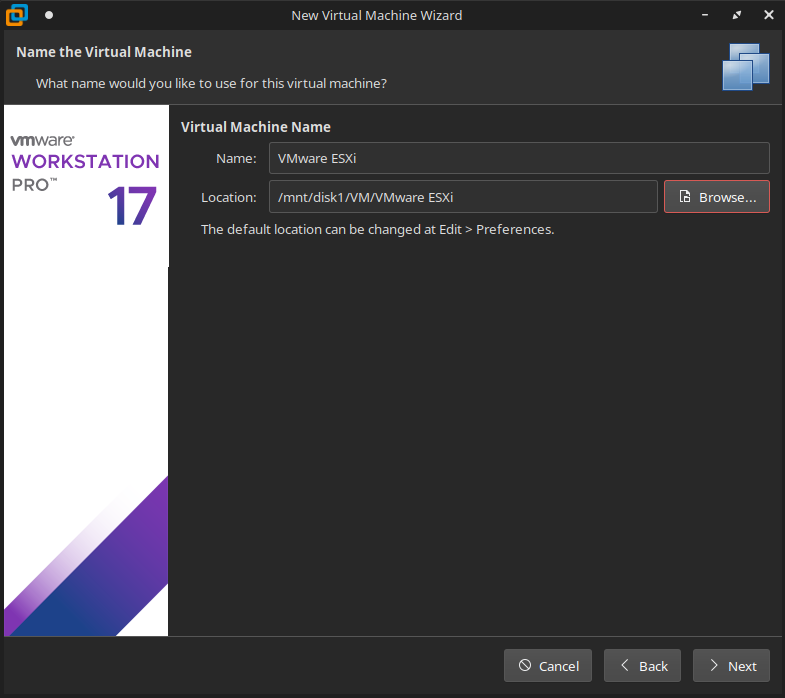 New Virtual Machine Wizard
Name the Virtual Machine
What name would you like to use for this virtual machine?
vmware®
WORKSTATION
PRO™
17
Virtual Machine Name
Name: VMware ESXi
Location: /mnt/disk1/VM/VMware ESXi Browse...
The default location can be changed at Edit > Preferences.
Cancel Back Next